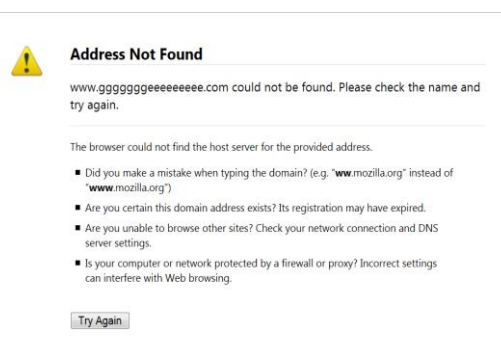 Address Not Found
www.gggggggeeeeeeeee.com could not be found. Please check the name and
try again.
The browser could not find the host server for the provided address.
■ Did you make a mistake when typing the domain? (e.g. "ww.mozilla.org" instead of
"www.mozilla.org")
■ Are you certain this domain address exists? Its registration may have expired.
■ Are you unable to browse other sites? Check your network connection and DNS
server settings.
■ Is your computer or network protected by a firewall or proxy? Incorrect settings
can interfere with Web browsing.
Try Again